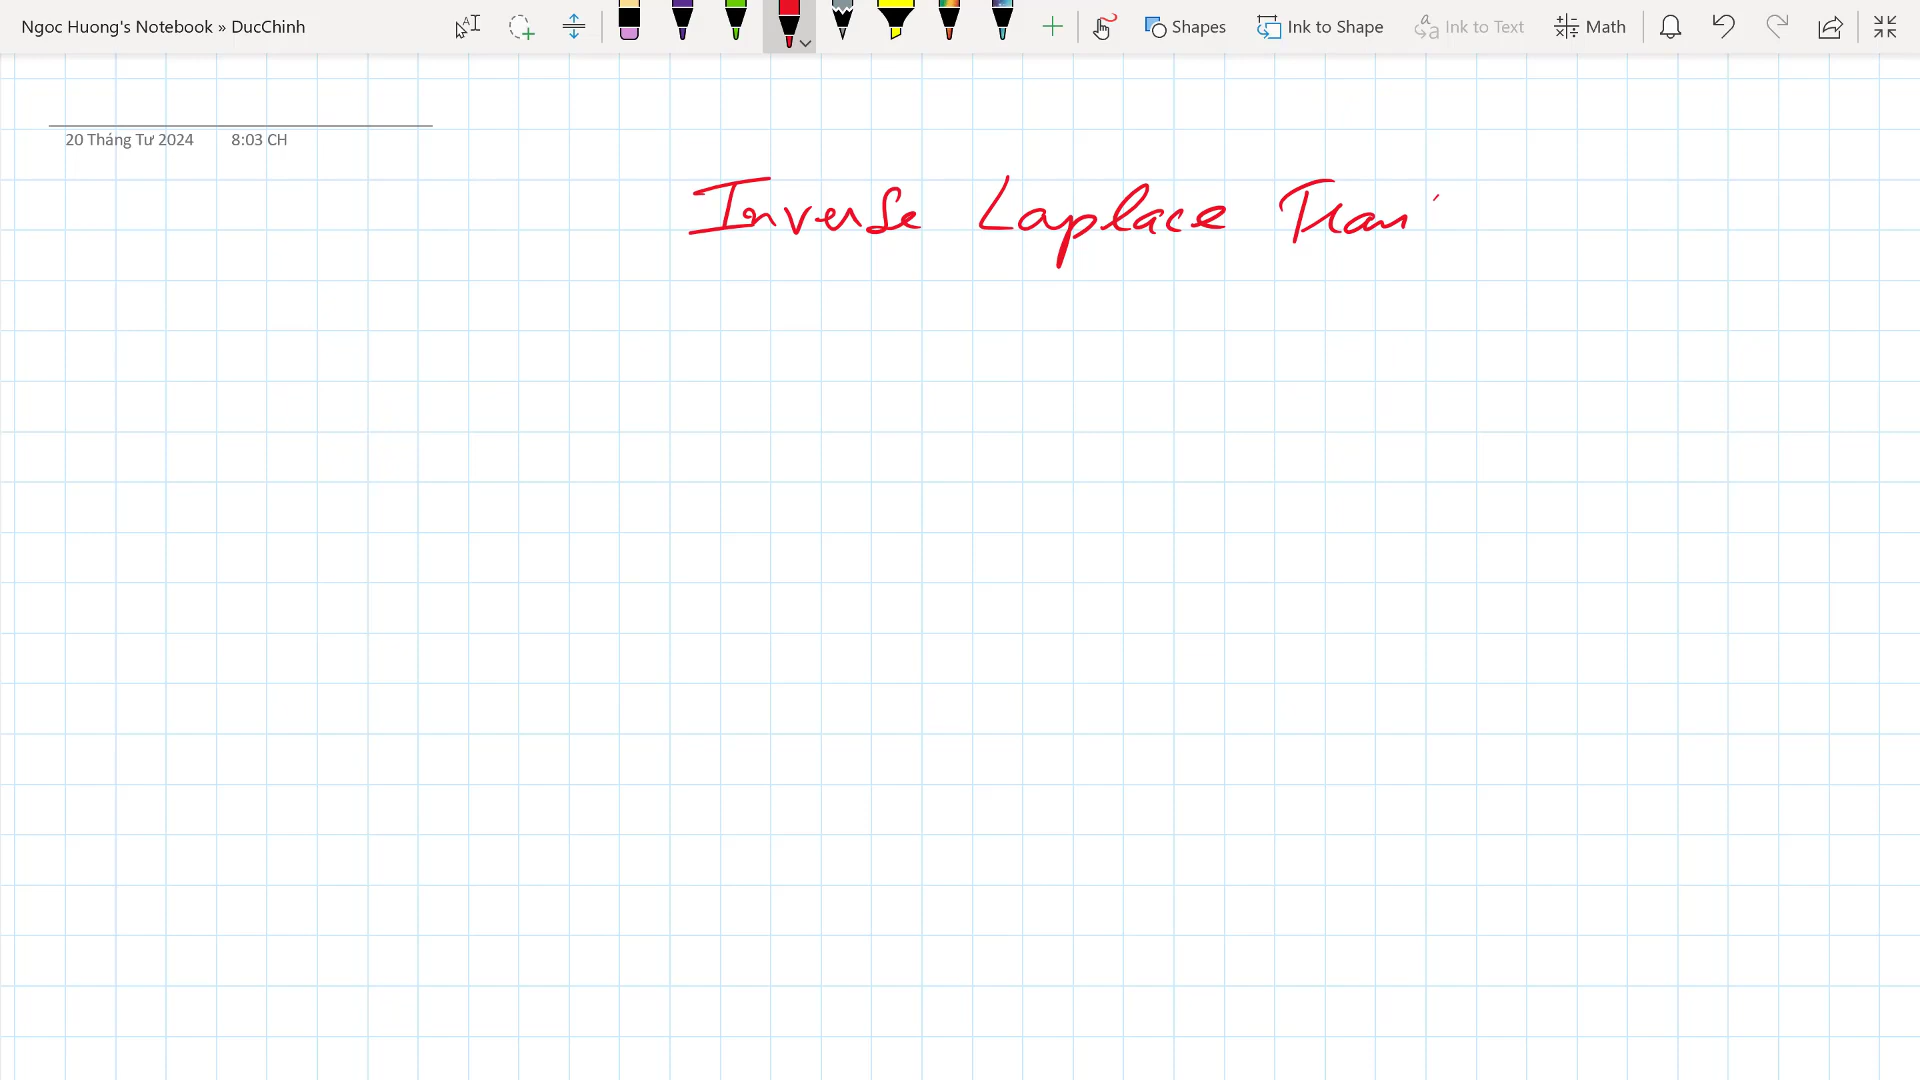 Ngoc Huong's Notebook » DucChinh Shapes Ink to Shape Ink to Text Math
20 Tháng Tư 2024 8:03 CH
Inverse Laplace Tran